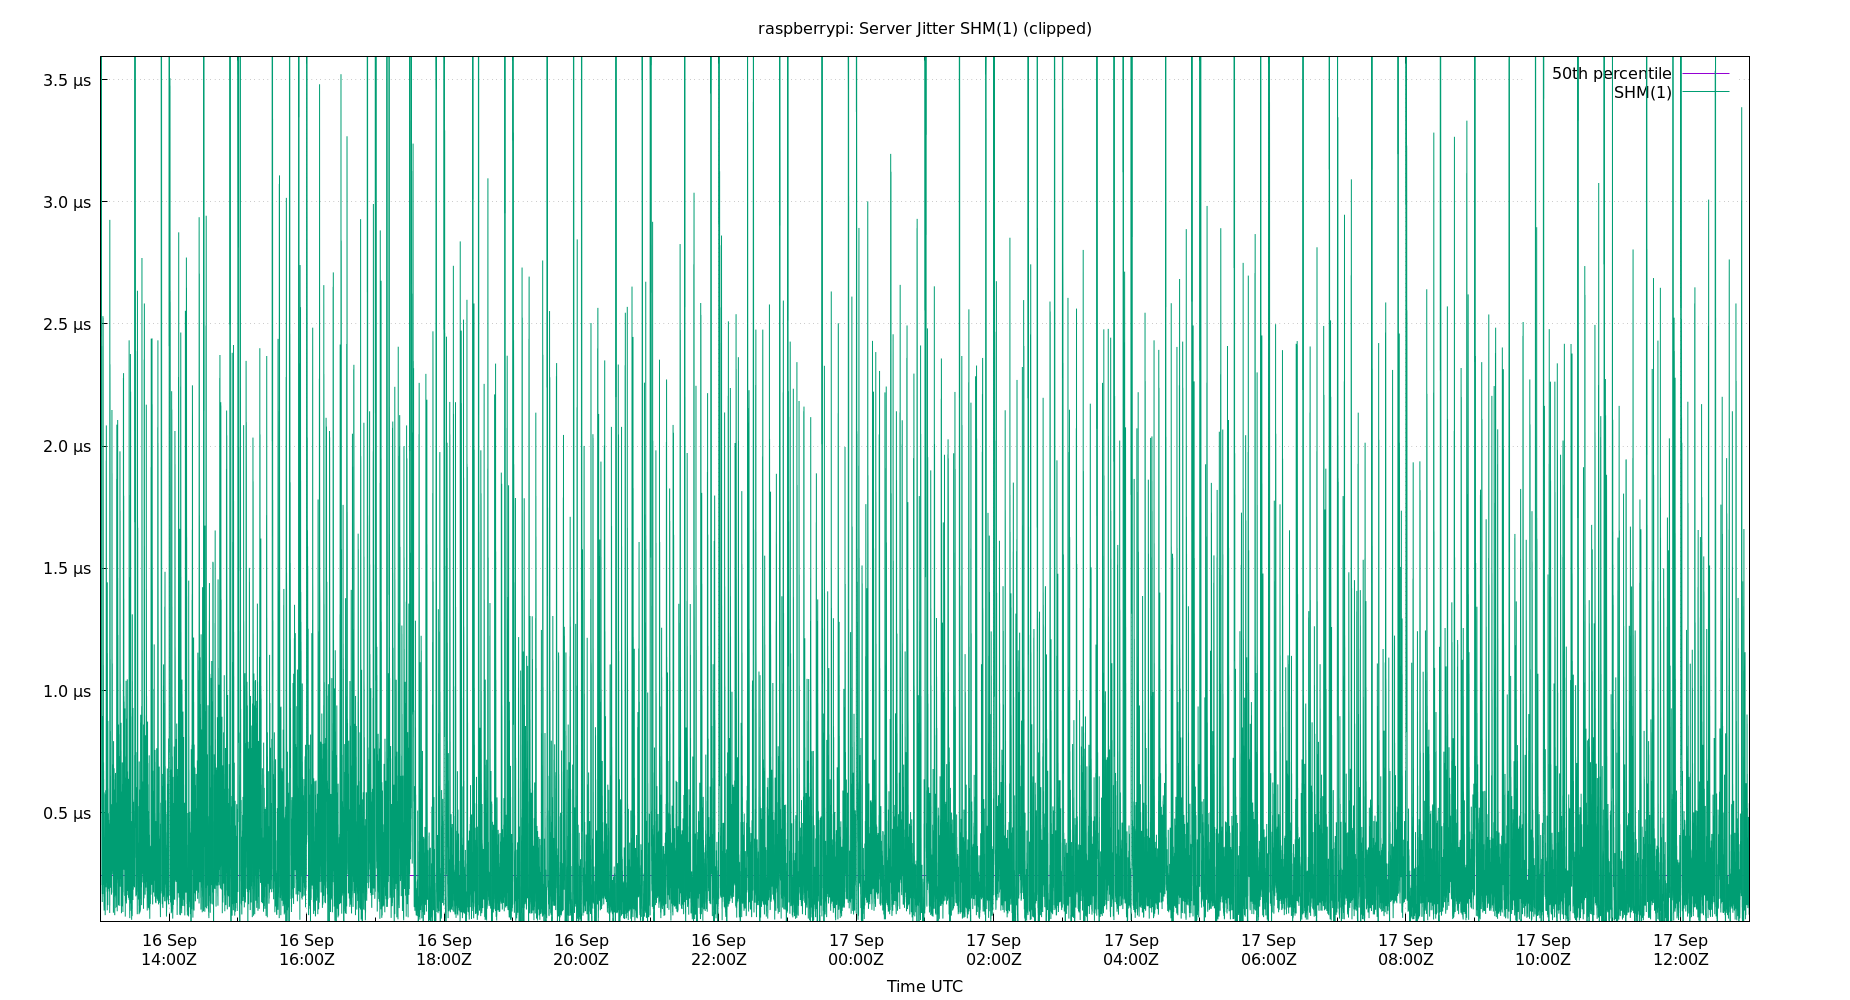 raspberrypi: Server Jitter SHM(1) (clipped)
50th percentile
SHM(1)
3.5 µs
3.0 µs
2.5 µs
2.0 µs
1.5 µs
1.0 µs
0.5 µs
16 Sep 16 Sep 16 Sep 16 Sep 16 Sep 17 Sep 17 Sep 17 Sep 17 Sep 17 Sep 17 Sep 17 Sep
14:00Z 16:00Z 18:00Z 20:00Z 22:00Z 00:00Z 02:00Z 04:00Z 06:00Z 08:00Z 10:00Z 12:00Z
Time UTC